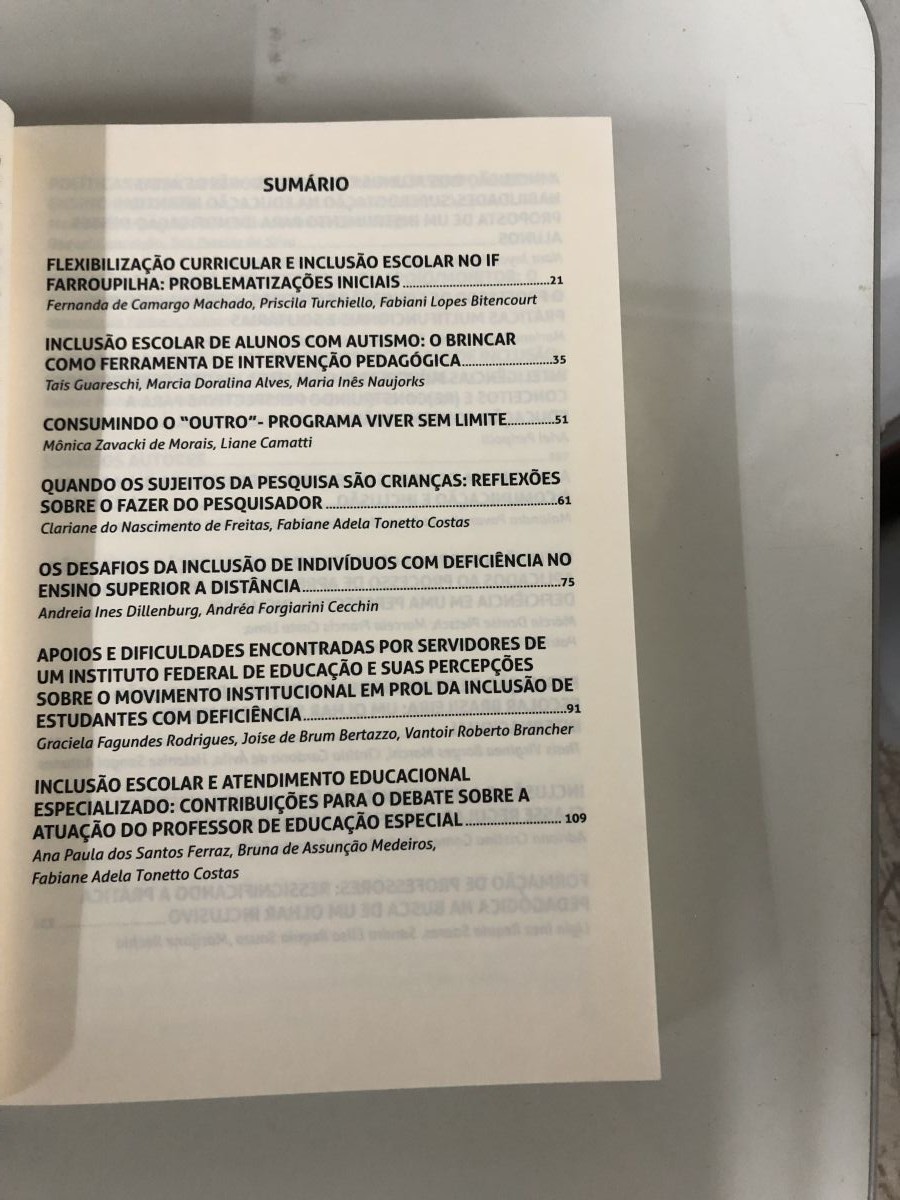 SUMÁRIO
FLEXIBILIZAÇÃO CURRICULAR E INCLUSÃO ESCOLAR NO IF
FARROUPILHA: PROBLEMATIZAÇÕES INICIAIS..........................................21
Fernanda de Camargo Machado, Priscila Turchiello, Fabiani Lopes Bitencourt
INCLUSÃO ESCOLAR DE ALUNOS COM AUTISMO: O BRINCAR
COMO FERRAMENTA DE INTERVENÇÃO PEDAGÓGICA..........................35
Taís Guareschi, Marcia Doralina Alves, Maria Inês Naujorks
CONSUMINDO O "OUTRO"- PROGRAMA VIVER SEM LIMITE.............51
Mônica Zavacki de Morais, Liane Camatti
QUANDO OS SUJEITOS DA PESQUISA SÃO CRIANÇAS: REFLEXÕES
SOBRE O FAZER DO PESQUISADOR..................................................................61
Clariane do Nascimento de Freitas, Fabiane Adela Tonetto Costas
OS DESAFIOS DA INCLUSÃO DE INDIVÍDUOS COM DEFICIÊNCIA NO
ENSINO SUPERIOR A DISTÂNCIA..........................................................................75
Andreia Ines Dillenburg, Andréa Forgiarini Cecchin
APOIOS E DIFICULDADES ENCONTRADAS POR SERVIDORES DE
UM INSTITUTO FEDERAL DE EDUCAÇÃO E SUAS PERCEPÇÕES
SOBRE O MOVIMENTO INSTITUCIONAL EM PROL DA INCLUSÃO DE
ESTUDANTES COM DEFICIÊNCIA...........................................................................91
Graciela Fagundes Rodrigues, Joíse de Brum Bertazzo, Vantoir Roberto Brancher
INCLUSÃO ESCOLAR E ATENDIMENTO EDUCACIONAL
ESPECIALIZADO: CONTRIBUIÇÕES PARA O DEBATE SOBRE A
ATUAÇÃO DO PROFESSOR DE EDUCAÇÃO ESPECIAL........................... 109
Ana Paula dos Santos Ferraz, Bruna de Assunção Medeiros,
Fabiane Adela Tonetto Costas